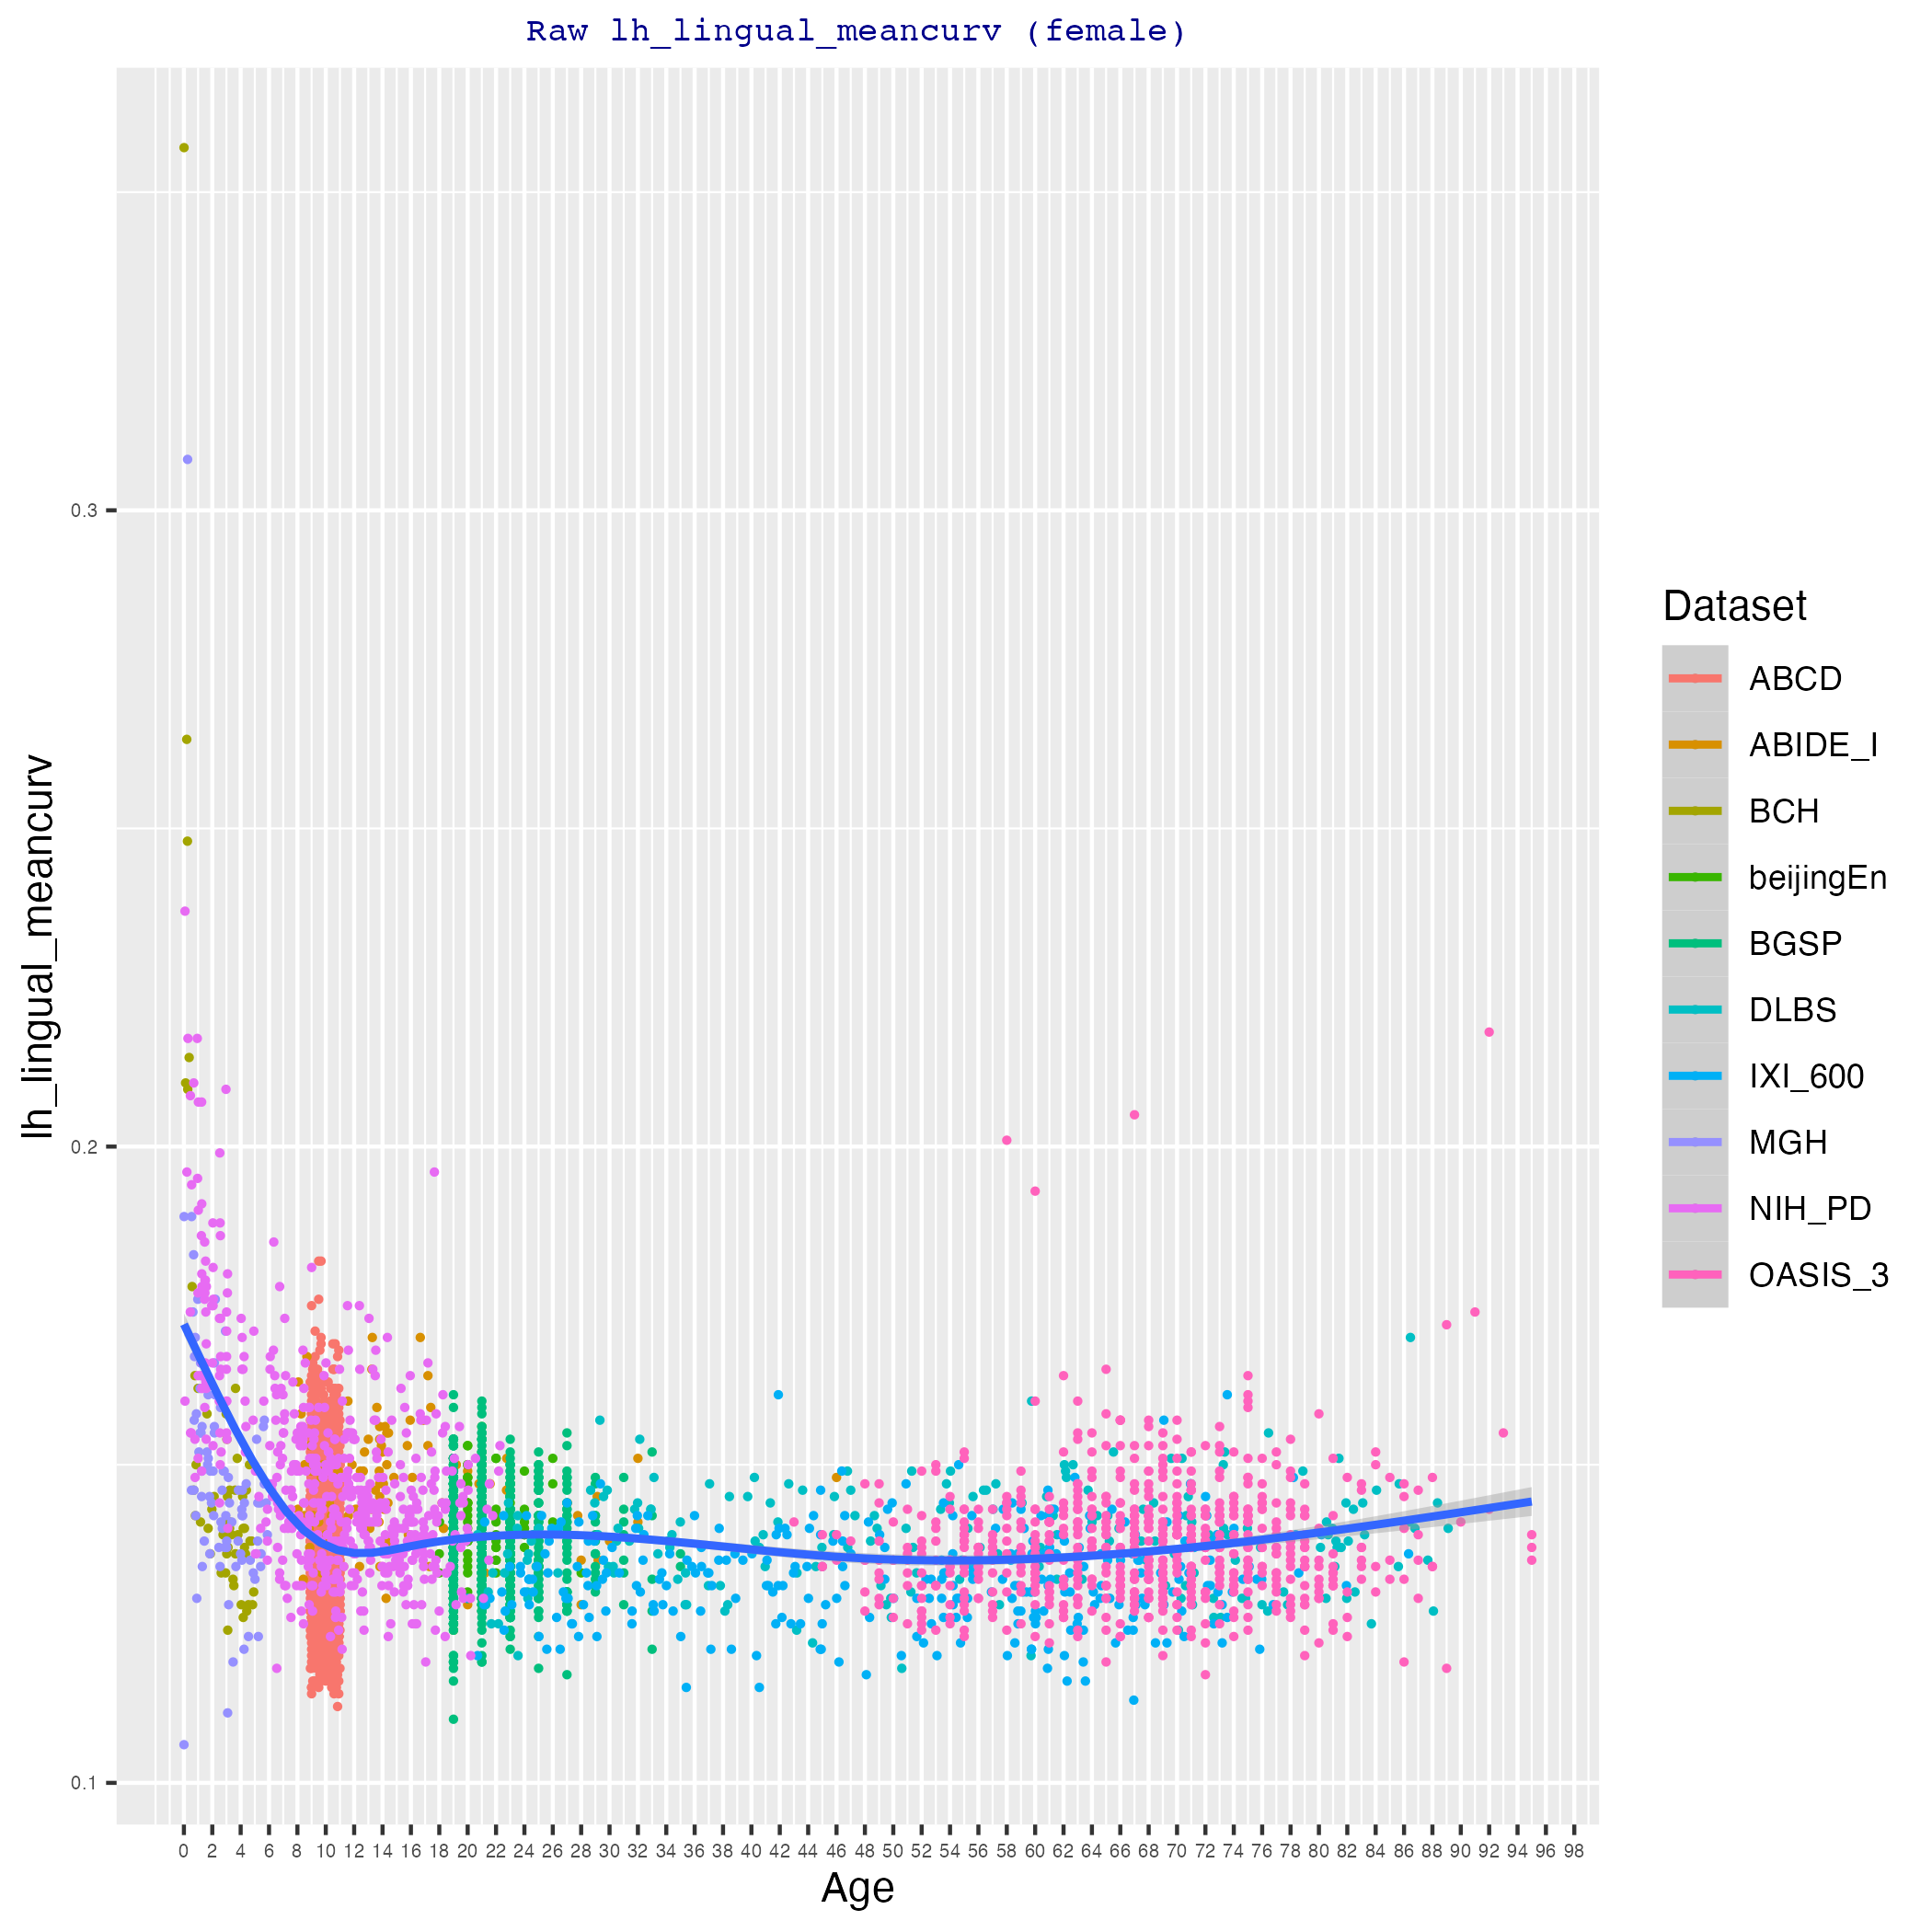 Raw lh_lingual_meancurv (female)
lh_lingual_meancurv
0.3
0.2
0.1
0 2 4 6 8 10 12 14 16 18 20 22 24 26 28 30 32 34 36 38 40 42 44 46 48 50 52 54 56 58 60 62 64 66 68 70 72 74 76 78 80 82 84 86 88 90 92 94 96 98
Age
Dataset
ABCD
ABIDE_I
BCH
beijingEn
BGSP
DLBS
IXI_600
MGH
NIH_PD
OASIS_3